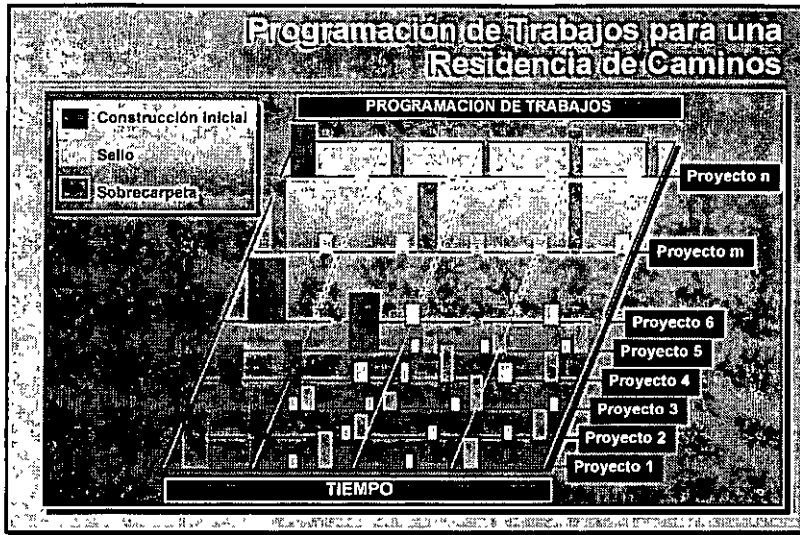 Programación de Trabajos para una
Residencia de Caminos
PROGRAMACIÓN DE TRABAJOS
Construcción inicial
Sello
Sobrecarpeta
Proyecto n
Proyecto m
Proyecto 6
Proyecto 5
Proyecto 4
Proyecto 3
Proyecto 2
Proyecto 1
TIEMPO